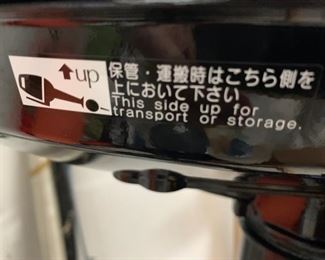 ↑up
保管・運搬時はこちら側を
上において下さい
This side up for
transport or storage.